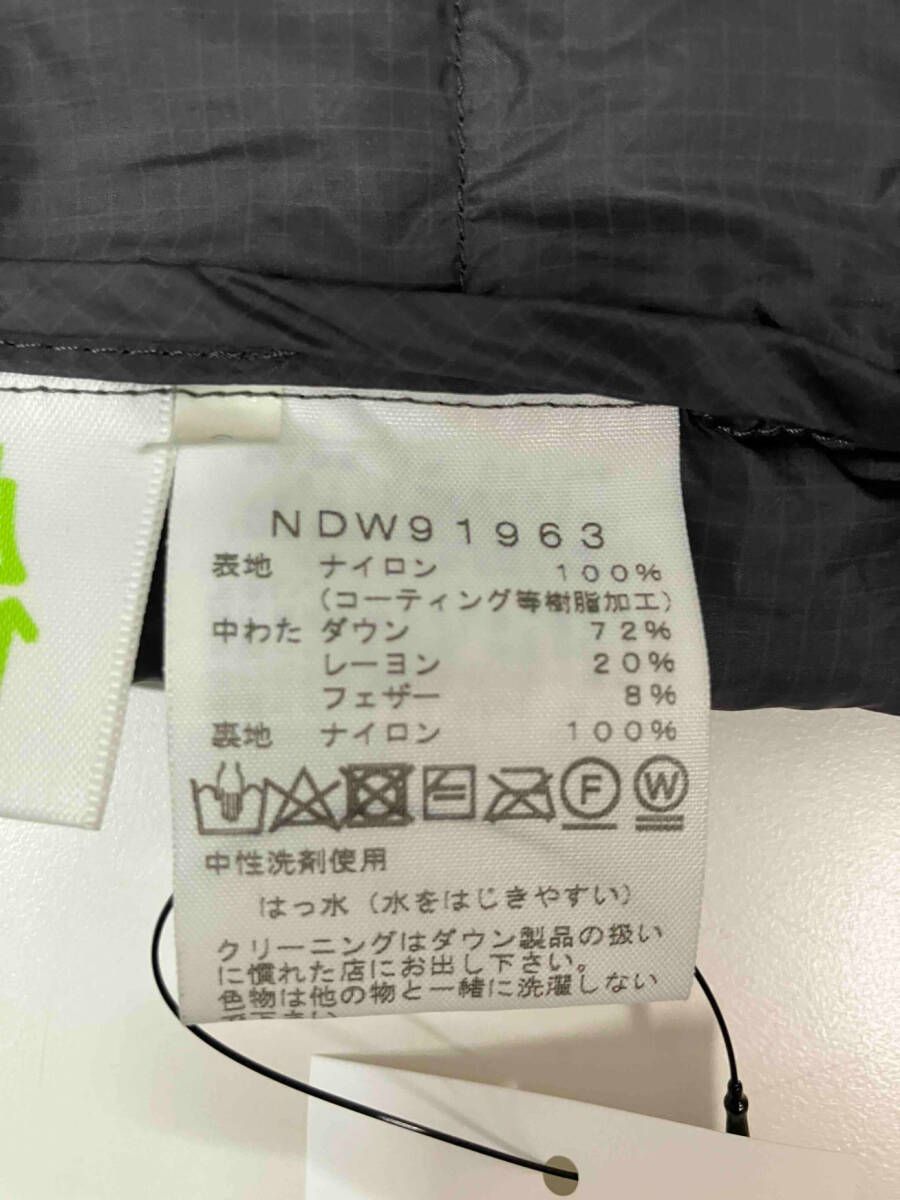 NDW91963
表地 ナイロン 100%
(コーティング等樹脂加工)
中わた ダウン 72%
レーヨン 20%
フェザー 8%
裏地 ナイロン 100%
F W
中性洗剤使用
はっ水(水をはじきやすい)
クリーニングはダウン製品の扱い
に慣れた店にお出し下さい。
色物は他の物と一緒に洗濯しない
で下さい。